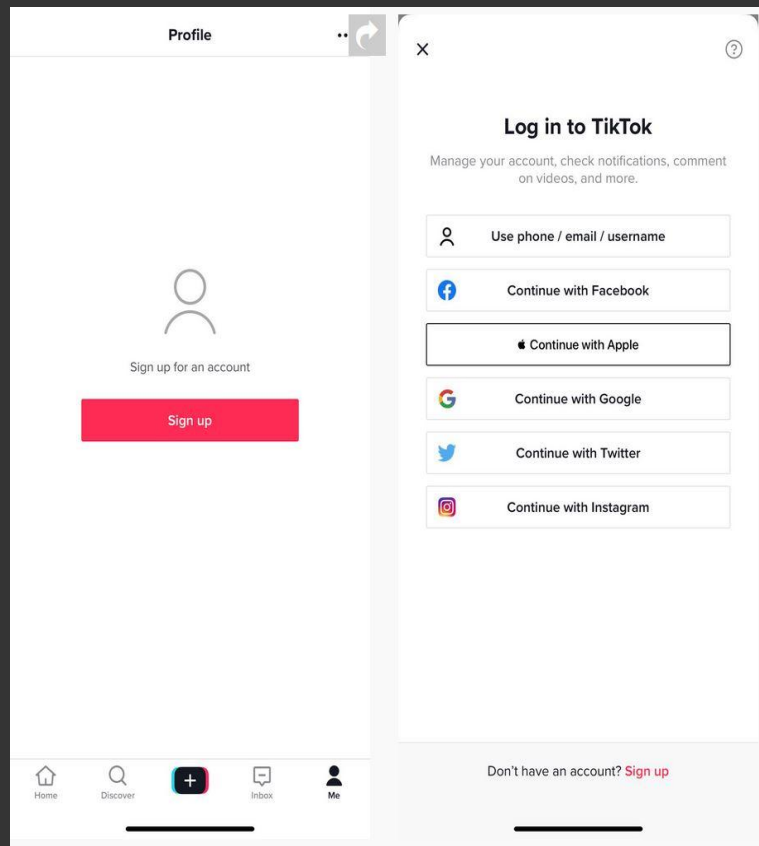 Profile
Sign up for an account
Sign up
Home
Discover
Inbox
Me
Log in to TikTok
Manage your account, check notifications, comment
on videos, and more.
Use phone / email / username
Continue with Facebook
Continue with Apple
Continue with Google
Continue with Twitter
Continue with Instagram
Don't have an account? Sign up